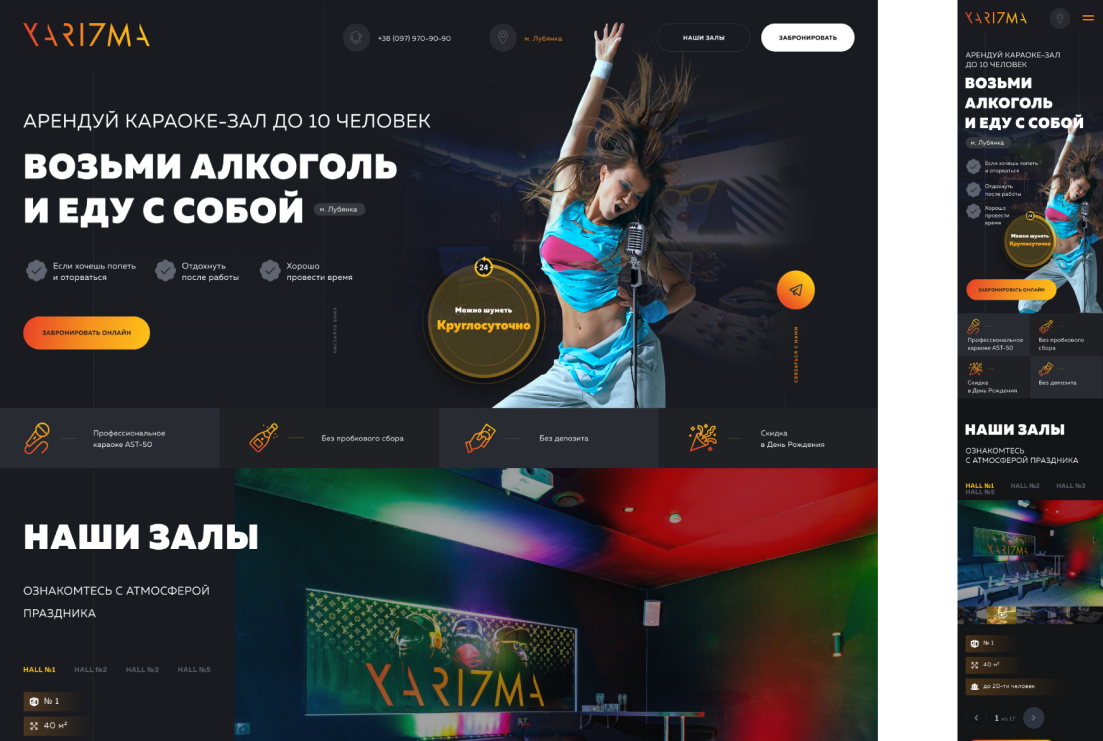 XARIZMA
+38 (097) 970-90-90
м. Лубянка
НАШИ ЗАЛЫ
ЗАБРОНИРОВАТЬ
АРЕНДУЙ КАРАОКЕ-ЗАЛ ДО 10 ЧЕЛОВЕК
ВОЗЬМИ АЛКОГОЛЬ
И ЕДУ С СОБОЙ
м. Лубянка
Если хочешь попеть
и оторваться
Отдохнуть
после работы
Хорошо
провести время
24
Можно шуметь
Круглосуточно
ЗАБРОНИРОВАТЬ ОНЛАЙН
ЛИСТАЙТЕ ВНИЗ
СВЯЗАТЬСЯ С НАМИ
Профессиональное
караоке AST-50
Без пробкового сбора
Без депозита
Скидка
в День Рождения
НАШИ ЗАЛЫ
ОЗНАКОМТЕСЬ С АТМОСФЕРОЙ
ПРАЗДНИКА
HALL №1
HALL №2
HALL №3
HALL №5
№ 1
40 м²
XARIZMA
XARIZMA
АРЕНДУЙ КАРАОКЕ-ЗАЛ
ДО 10 ЧЕЛОВЕК
ВОЗЬМИ
АЛКОГОЛЬ
И ЕДУ С СОБОЙ
м. Лубянка
Если хочешь попеть
и оторваться
Отдохнуть
после работы
Хорошо
провести
время
24
Можно шуметь
Круглосуточно
ЗАБРОНИРОВАТЬ ОНЛАЙН
Профессиональное
караоке AST-50
Без пробкового
сбора
Скидка
в День Рождения
Без депозита
НАШИ ЗАЛЫ
ОЗНАКОМТЕСЬ
С АТМОСФЕРОЙ ПРАЗДНИКА
HALL №1
HALL №2
HALL №3
HALL №5
XARIZMA
№ 1
40 м²
до 20-ти человек
1 из 17